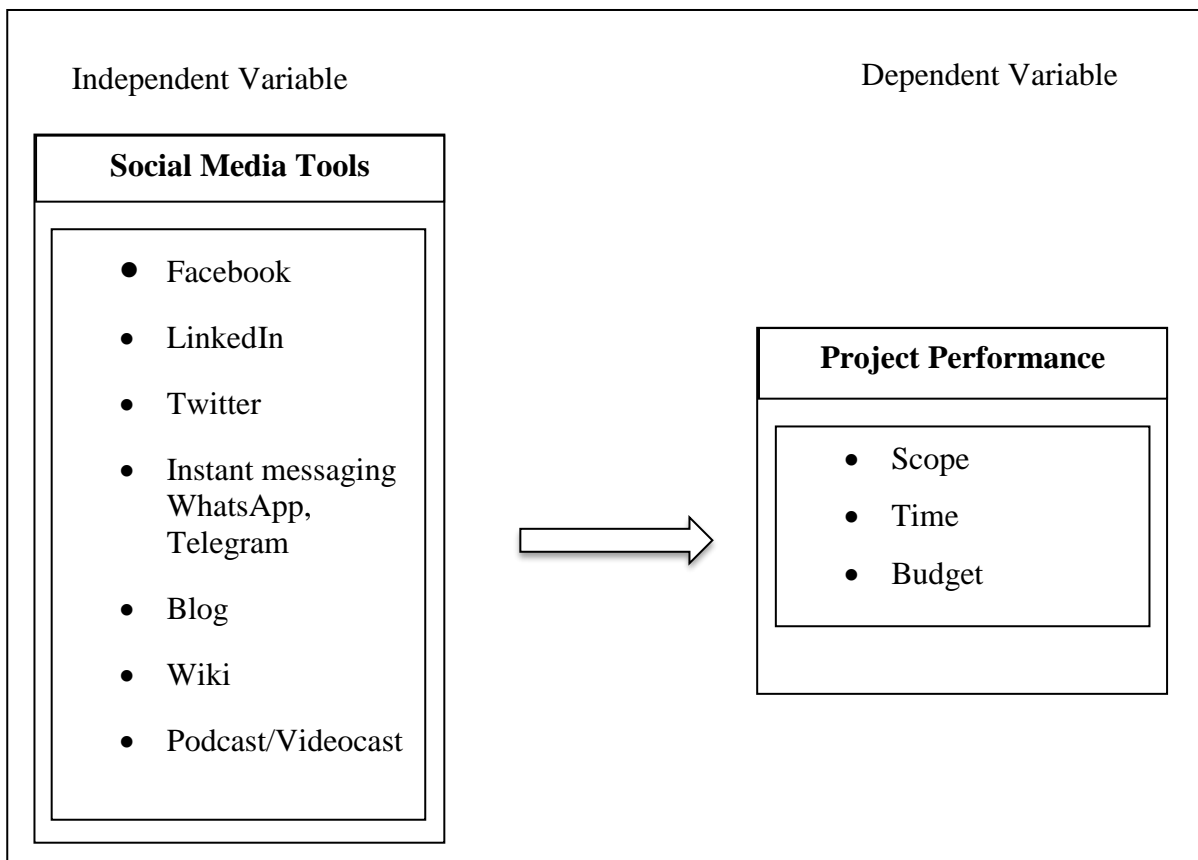 Independent Variable
Dependent Variable
Social Media Tools
• Facebook
• LinkedIn
• Twitter
• Instant messaging
WhatsApp,
Telegram
• Blog
• Wiki
• Podcast/Videocast
Project Performance
• Scope
• Time
• Budget